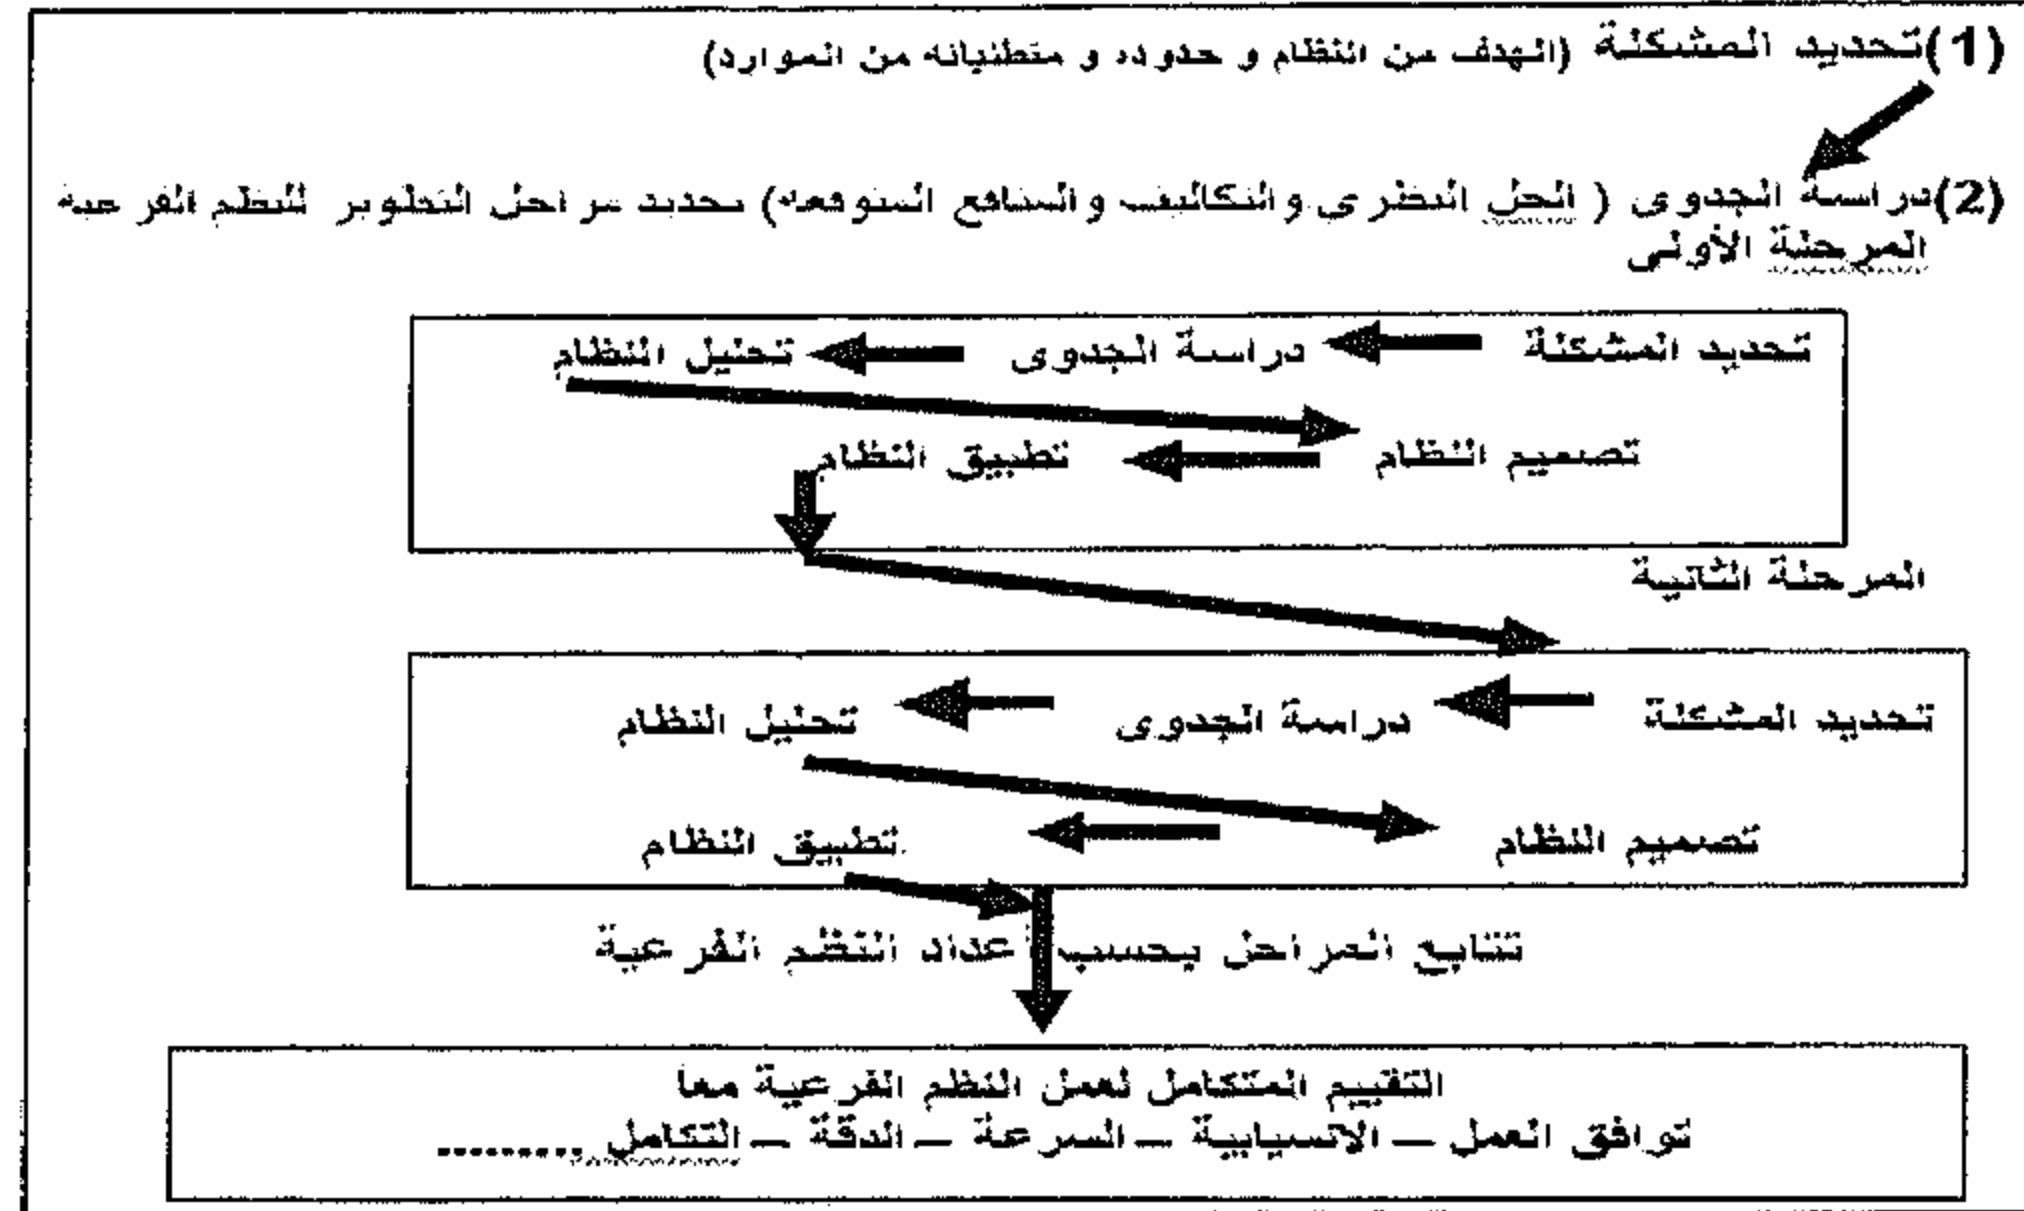 (1)تحديد المشكلة (الهدف من النظام و حدوده و متطلباته من الموارد)
(2)دراسة الجدوى ( الحل النظرى والتكاليف والمنافع المتوقعه) تحديد مراحل التطوير للنظم الفرعية
المرحلة الأولى
تحديد المشكلة دراسة الجدوى تحليل النظام
تصميم النظام تطبيق النظام
المرحلة الثانية
تحديد المشكلة دراسة الجدوى تحليل النظام
تصميم النظام تطبيق النظام
تتابع المراحل بحسب أعداد النظم الفرعية
التقييم المتكامل لعمل النظم الفرعية معا
توافق العمل – الانسيابية – السرعة – الدقة – التكامل .........